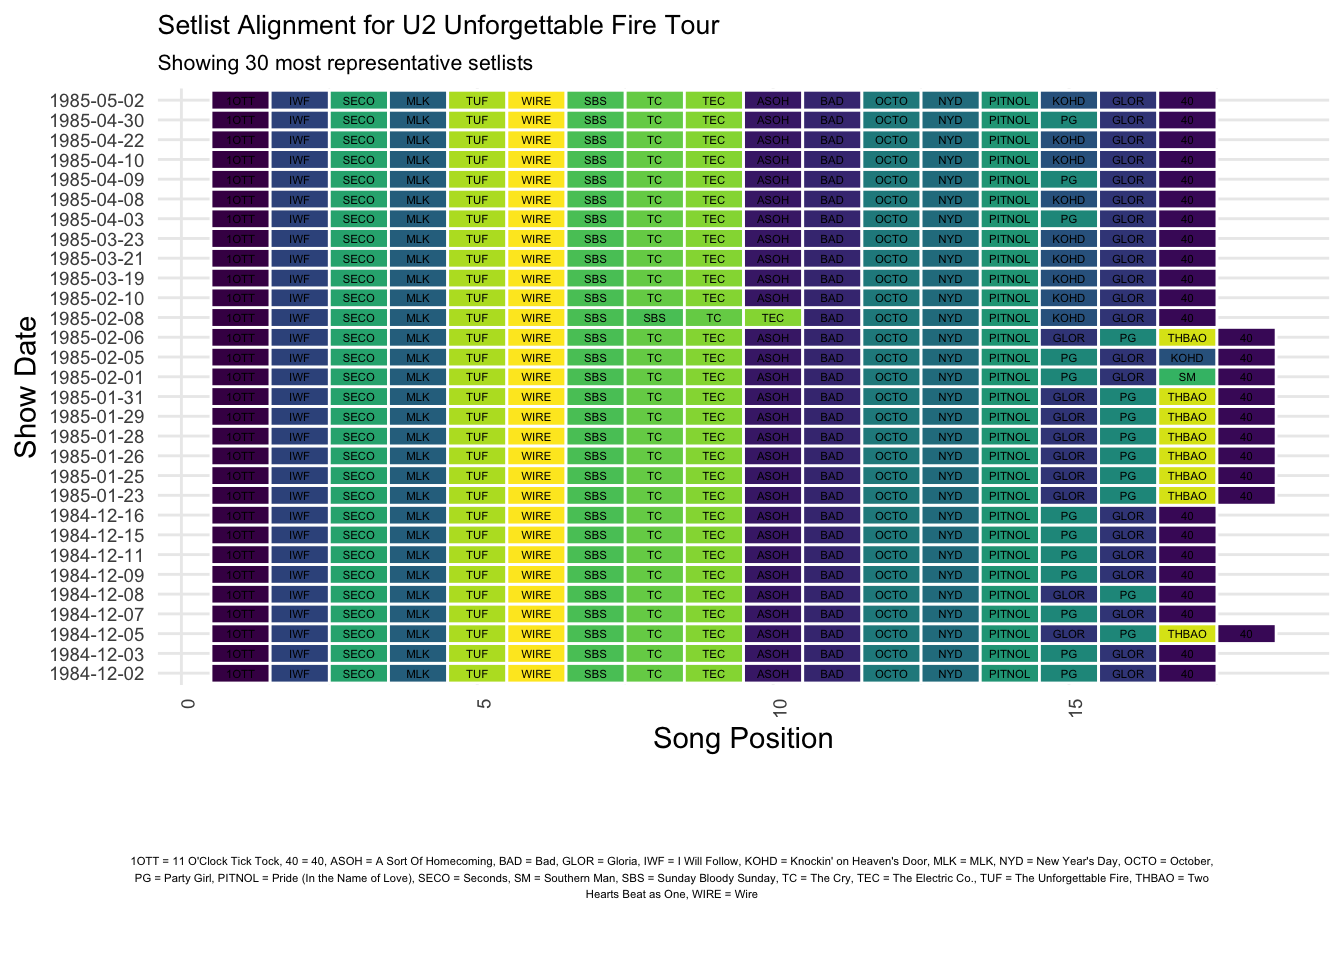 Setlist Alignment for U2 Unforgettable Fire Tour
Showing 30 most representative setlists
Show Date
1985-05-02 1OTT IWF SECO MLK TUF WIRE SBS TC TEC ASOH BAD OCTO NYD PITNOL KOHD GLOR 40
1985-04-30 1OTT IWF SECO MLK TUF WIRE SBS TC TEC ASOH BAD OCTO NYD PITNOL PG GLOR 40
1985-04-22 1OTT IWF SECO MLK TUF WIRE SBS TC TEC ASOH BAD OCTO NYD PITNOL KOHD GLOR 40
1985-04-10 1OTT IWF SECO MLK TUF WIRE SBS TC TEC ASOH BAD OCTO NYD PITNOL KOHD GLOR 40
1985-04-09 1OTT IWF SECO MLK TUF WIRE SBS TC TEC ASOH BAD OCTO NYD PITNOL PG GLOR 40
1985-04-08 1OTT IWF SECO MLK TUF WIRE SBS TC TEC ASOH BAD OCTO NYD PITNOL KOHD GLOR 40
1985-04-03 1OTT IWF SECO MLK TUF WIRE SBS TC TEC ASOH BAD OCTO NYD PITNOL PG GLOR 40
1985-03-23 1OTT IWF SECO MLK TUF WIRE SBS TC TEC ASOH BAD OCTO NYD PITNOL KOHD GLOR 40
1985-03-21 1OTT IWF SECO MLK TUF WIRE SBS TC TEC ASOH BAD OCTO NYD PITNOL KOHD GLOR 40
1985-03-19 1OTT IWF SECO MLK TUF WIRE SBS TC TEC ASOH BAD OCTO NYD PITNOL KOHD GLOR 40
1985-02-10 1OTT IWF SECO MLK TUF WIRE SBS TC TEC ASOH BAD OCTO NYD PITNOL KOHD GLOR 40
1985-02-08 1OTT IWF SECO MLK TUF WIRE SBS SBS TC TEC BAD OCTO NYD PITNOL KOHD GLOR 40
1985-02-06 1OTT IWF SECO MLK TUF WIRE SBS TC TEC ASOH BAD OCTO NYD PITNOL GLOR PG THBAO 40
1985-02-05 1OTT IWF SECO MLK TUF WIRE SBS TC TEC ASOH BAD OCTO NYD PITNOL PG GLOR KOHD 40
1985-02-01 1OTT IWF SECO MLK TUF WIRE SBS TC TEC ASOH BAD OCTO NYD PITNOL PG GLOR SM 40
1985-01-31 1OTT IWF SECO MLK TUF WIRE SBS TC TEC ASOH BAD OCTO NYD PITNOL GLOR PG THBAO 40
1985-01-29 1OTT IWF SECO MLK TUF WIRE SBS TC TEC ASOH BAD OCTO NYD PITNOL GLOR PG THBAO 40
1985-01-28 1OTT IWF SECO MLK TUF WIRE SBS TC TEC ASOH BAD OCTO NYD PITNOL GLOR PG THBAO 40
1985-01-26 1OTT IWF SECO MLK TUF WIRE SBS TC TEC ASOH BAD OCTO NYD PITNOL GLOR PG THBAO 40
1985-01-25 1OTT IWF SECO MLK TUF WIRE SBS TC TEC ASOH BAD OCTO NYD PITNOL GLOR PG THBAO 40
1985-01-23 1OTT IWF SECO MLK TUF WIRE SBS TC TEC ASOH BAD OCTO NYD PITNOL GLOR PG THBAO 40
1984-12-16 1OTT IWF SECO MLK TUF WIRE SBS TC TEC ASOH BAD OCTO NYD PITNOL PG GLOR 40
1984-12-15 1OTT IWF SECO MLK TUF WIRE SBS TC TEC ASOH BAD OCTO NYD PITNOL PG GLOR 40
1984-12-11 1OTT IWF SECO MLK TUF WIRE SBS TC TEC ASOH BAD OCTO NYD PITNOL PG GLOR 40
1984-12-09 1OTT IWF SECO MLK TUF WIRE SBS TC TEC ASOH BAD OCTO NYD PITNOL PG GLOR 40
1984-12-08 1OTT IWF SECO MLK TUF WIRE SBS TC TEC ASOH BAD OCTO NYD PITNOL GLOR PG 40
1984-12-07 1OTT IWF SECO MLK TUF WIRE SBS TC TEC ASOH BAD OCTO NYD PITNOL PG GLOR 40
1984-12-05 1OTT IWF SECO MLK TUF WIRE SBS TC TEC ASOH BAD OCTO NYD PITNOL GLOR PG THBAO 40
1984-12-03 1OTT IWF SECO MLK TUF WIRE SBS TC TEC ASOH BAD OCTO NYD PITNOL PG GLOR 40
1984-12-02 1OTT IWF SECO MLK TUF WIRE SBS TC TEC ASOH BAD OCTO NYD PITNOL PG GLOR 40
0 5 10 15
Song Position
1OTT = 11 O'Clock Tick Tock, 40 = 40, ASOH = A Sort Of Homecoming, BAD = Bad, GLOR = Gloria, IWF = I Will Follow, KOHD = Knockin' on Heaven's Door, MLK = MLK, NYD = New Year's Day, OCTO = October,
PG = Party Girl, PITNOL = Pride (In the Name of Love), SECO = Seconds, SM = Southern Man, SBS = Sunday Bloody Sunday, TC = The Cry, TEC = The Electric Co., TUF = The Unforgettable Fire, THBAO = Two
Hearts Beat as One, WIRE = Wire